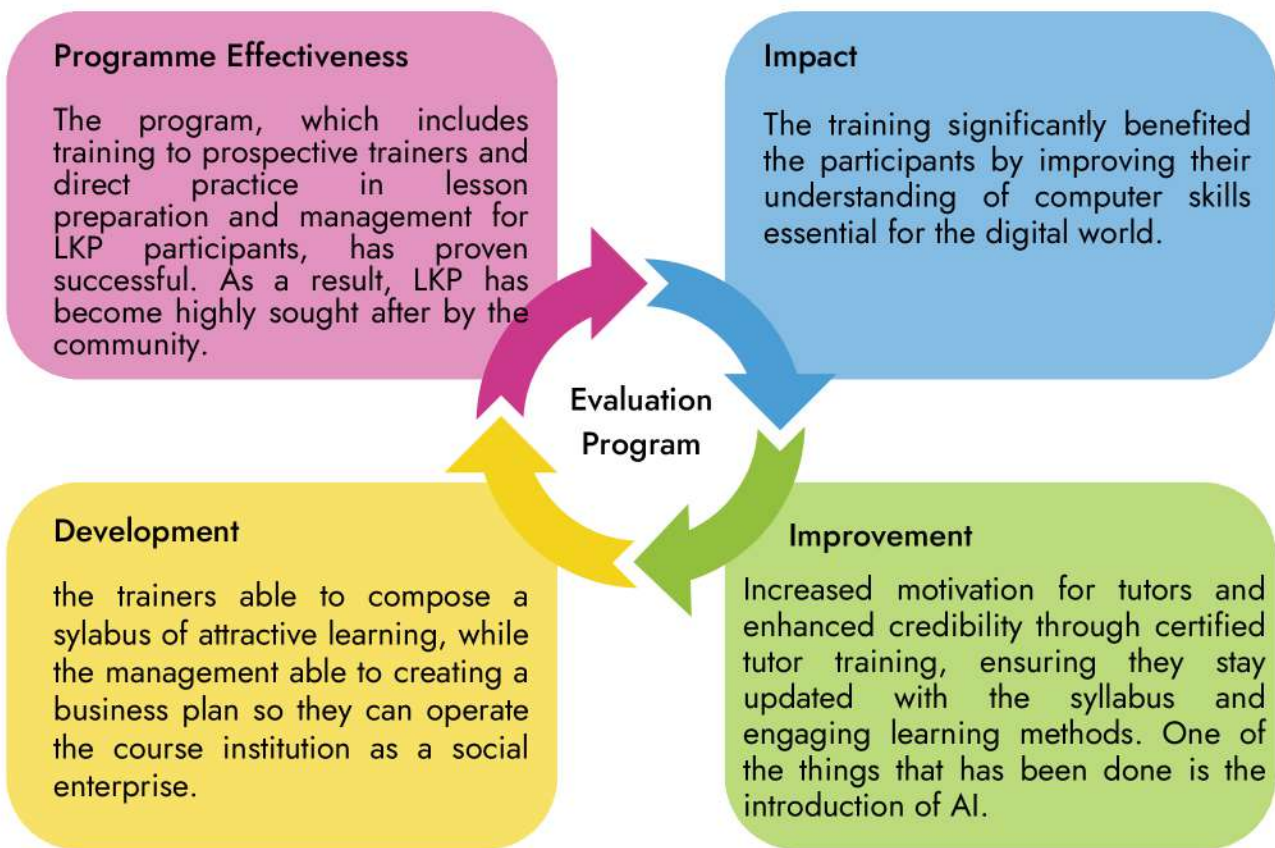 Programme Effectiveness
The program, which includes
training to prospective trainers and
direct practice in lesson
preparation and management for
LKP participants, has proven
successful. As a result, LKP has
become highly sought after by the
community.
Impact
The training significantly benefited
the participants by improving their
understanding of computer skills
essential for the digital world.
Evaluation
Program
Development
the trainers able to compose a
sylabus of attractive learning, while
the management able to creating a
business plan so they can operate
the course institution as a social
enterprise.
Improvement
Increased motivation for tutors and
enhanced credibility through certified
tutor training, ensuring they stay
updated with the syllabus and
engaging learning methods. One of
the things that has been done is the
introduction of AI.